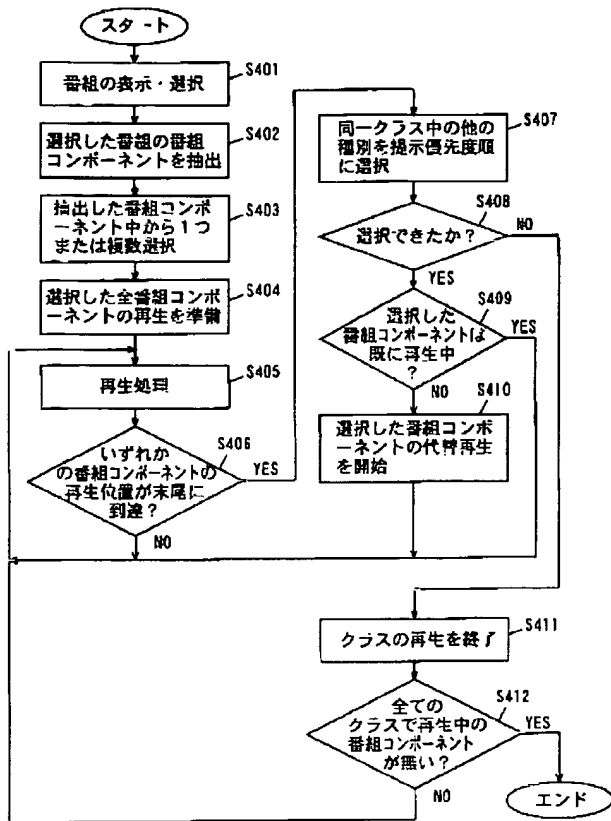 スタート
番組の表示・選択
S401
選択した番組の番組
コンポーネントを抽出
S402
抽出した番組コンポ
ーネント中から1つ
または複数選択
S403
選択した全番組コンポ
ーネントの再生を準備
S404
再生処理
S405
いずれか
の番組コンポーネントの
再生位置が末尾に
到達?
S406
YES
NO
同一クラス中の他の
種別を提示優先度順
に選択
S407
選択できたか?
S408
NO
YES
選択した
番組コンポーネントは
既に再生中
?
S409
YES
NO
選択した番組コンポ
ーネントの代替再生
を開始
S410
クラスの再生を終了
S411
全ての
クラスで再生中の
番組コンポーネント
が無い?
S412
YES
NO
エンド